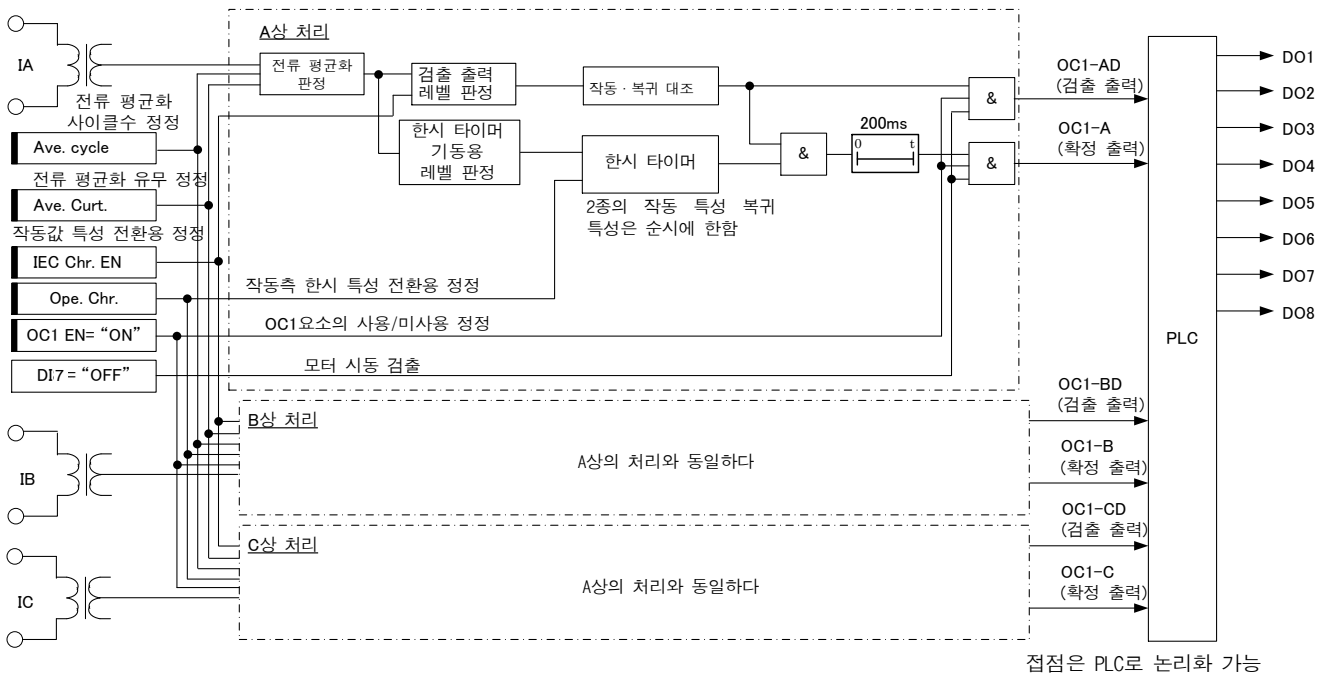 IA
전류 평균화
사이클수 정정
Ave. cycle
전류 평균화 유무 정정
Ave. Curt.
작동값 특성 전환용 정정
IEC Chr. EN
Ope. Chr.
OC1 EN= “ON”
DI7 = “OFF”
A상 처리
전류 평균화
판정
검출 출력
레벨 판정
작동·복귀 대조
한시 타이머
기동용
레벨 판정
한시 타이머
2종의 작동 특성 복귀
특성은 순시에 한함
&
200ms
0 t
&
&
작동측 한시 특성 전환용 정정
OC1요소의 사용/미사용 정정
모터 시동 검출
OC1-AD
(검출 출력)
OC1-A
(확정 출력)
PLC
DO1
DO2
DO3
DO4
DO5
DO6
DO7
DO8
IB
B상 처리
A상의 처리와 동일하다
OC1-BD
(검출 출력)
OC1-B
(확정 출력)
IC
C상 처리
A상의 처리와 동일하다
OC1-CD
(검출 출력)
OC1-C
(확정 출력)
접점은 PLC로 논리화 가능